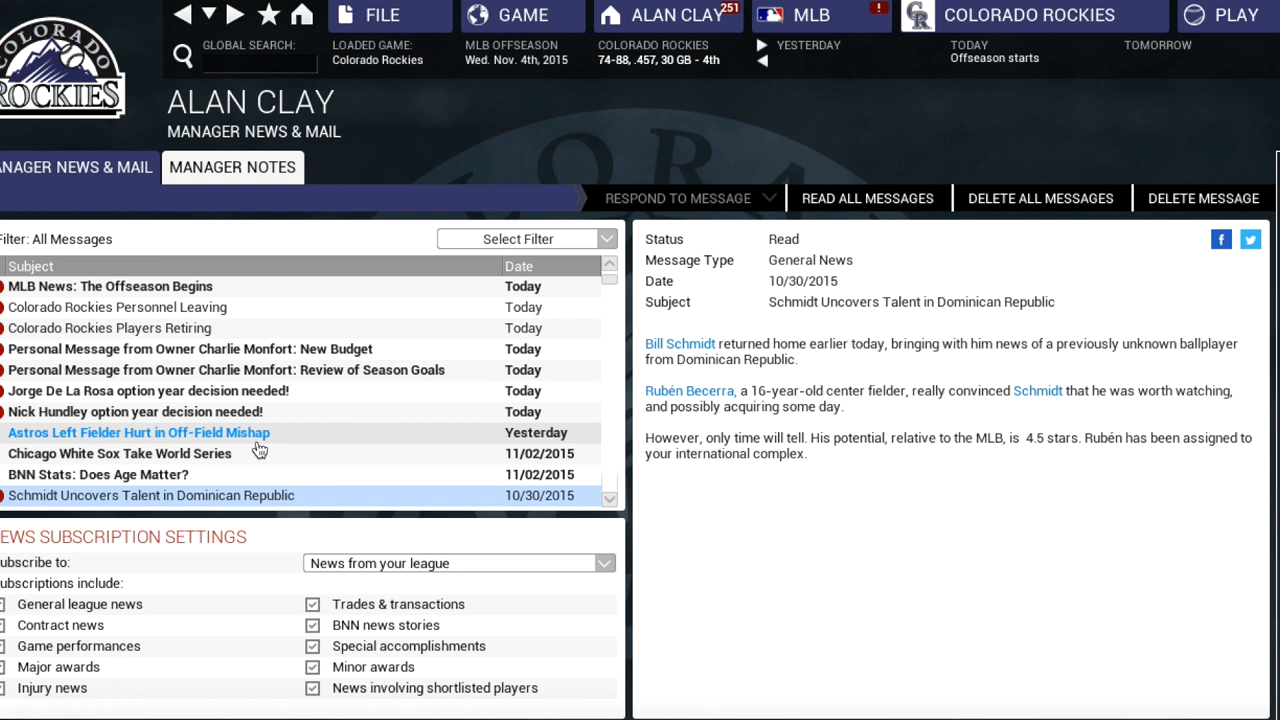 COLORADO
ROCKIES
FILE
GAME
ALAN CLAY
251
MLB
!
CR
COLORADO ROCKIES
PLAY
GLOBAL SEARCH:
LOADED GAME:
Colorado Rockies
MLB OFFSEASON
Wed. Nov. 4th, 2015
COLORADO ROCKIES
74-88, .457, 30 GB - 4th
YESTERDAY
TODAY
Offseason starts
TOMORROW
ALAN CLAY
MANAGER NEWS & MAIL
ANAGER NEWS & MAIL
MANAGER NOTES
RESPOND TO MESSAGE
READ ALL MESSAGES
DELETE ALL MESSAGES
DELETE MESSAGE
Filter: All Messages
Select Filter
Subject Date
MLB News: The Offseason Begins Today
Colorado Rockies Personnel Leaving Today
Colorado Rockies Players Retiring Today
Personal Message from Owner Charlie Monfort: New Budget Today
Personal Message from Owner Charlie Monfort: Review of Season Goals Today
Jorge De La Rosa option year decision needed! Today
Nick Hundley option year decision needed! Today
Astros Left Fielder Hurt in Off-Field Mishap Yesterday
Chicago White Sox Take World Series 11/02/2015
BNN Stats: Does Age Matter? 11/02/2015
Schmidt Uncovers Talent in Dominican Republic 10/30/2015
EWS SUBSCRIPTION SETTINGS
ubscribe to: News from your league
ubscriptions include:
General league news Trades & transactions
Contract news BNN news stories
Game performances Special accomplishments
Major awards Minor awards
Injury news News involving shortlisted players
Status Read
Message Type General News
Date 10/30/2015
Subject Schmidt Uncovers Talent in Dominican Republic
Bill Schmidt returned home earlier today, bringing with him news of a previously unknown ballplayer
from Dominican Republic.
Rubén Becerra, a 16-year-old center fielder, really convinced Schmidt that he was worth watching,
and possibly acquiring some day.
However, only time will tell. His potential, relative to the MLB, is 4.5 stars. Rubén has been assigned to
your international complex.